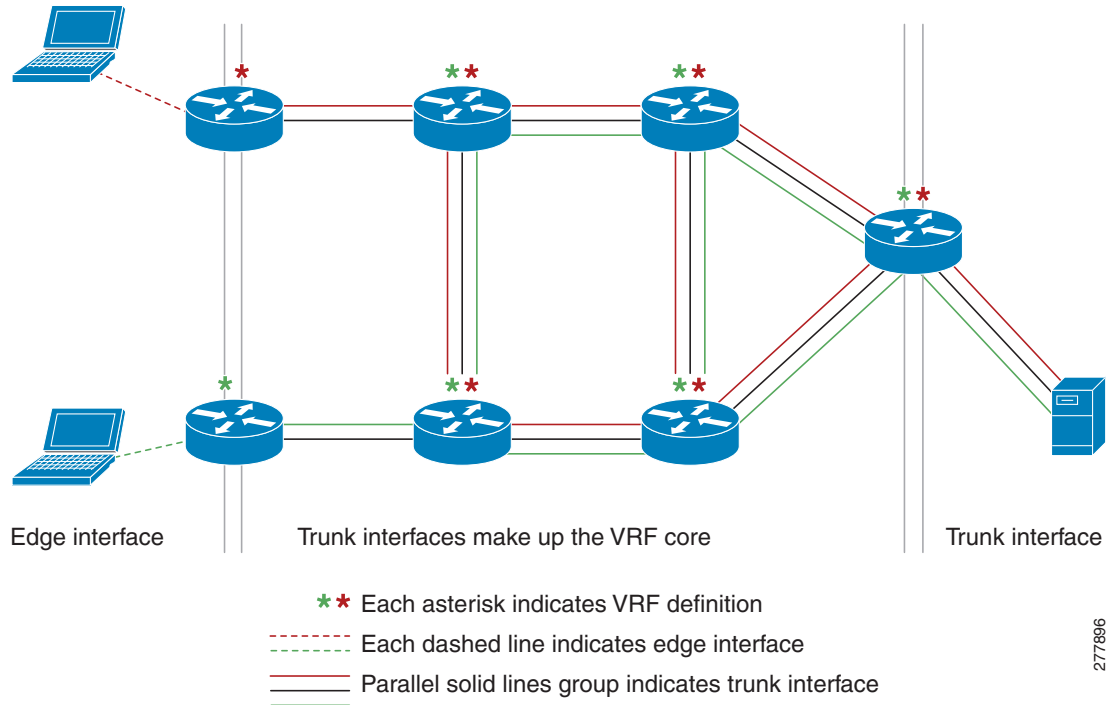 Edge interface
Trunk interfaces make up the VRF core
Trunk interface
** Each asterisk indicates VRF definition
Each dashed line indicates edge interface
Parallel solid lines group indicates trunk interface
277896